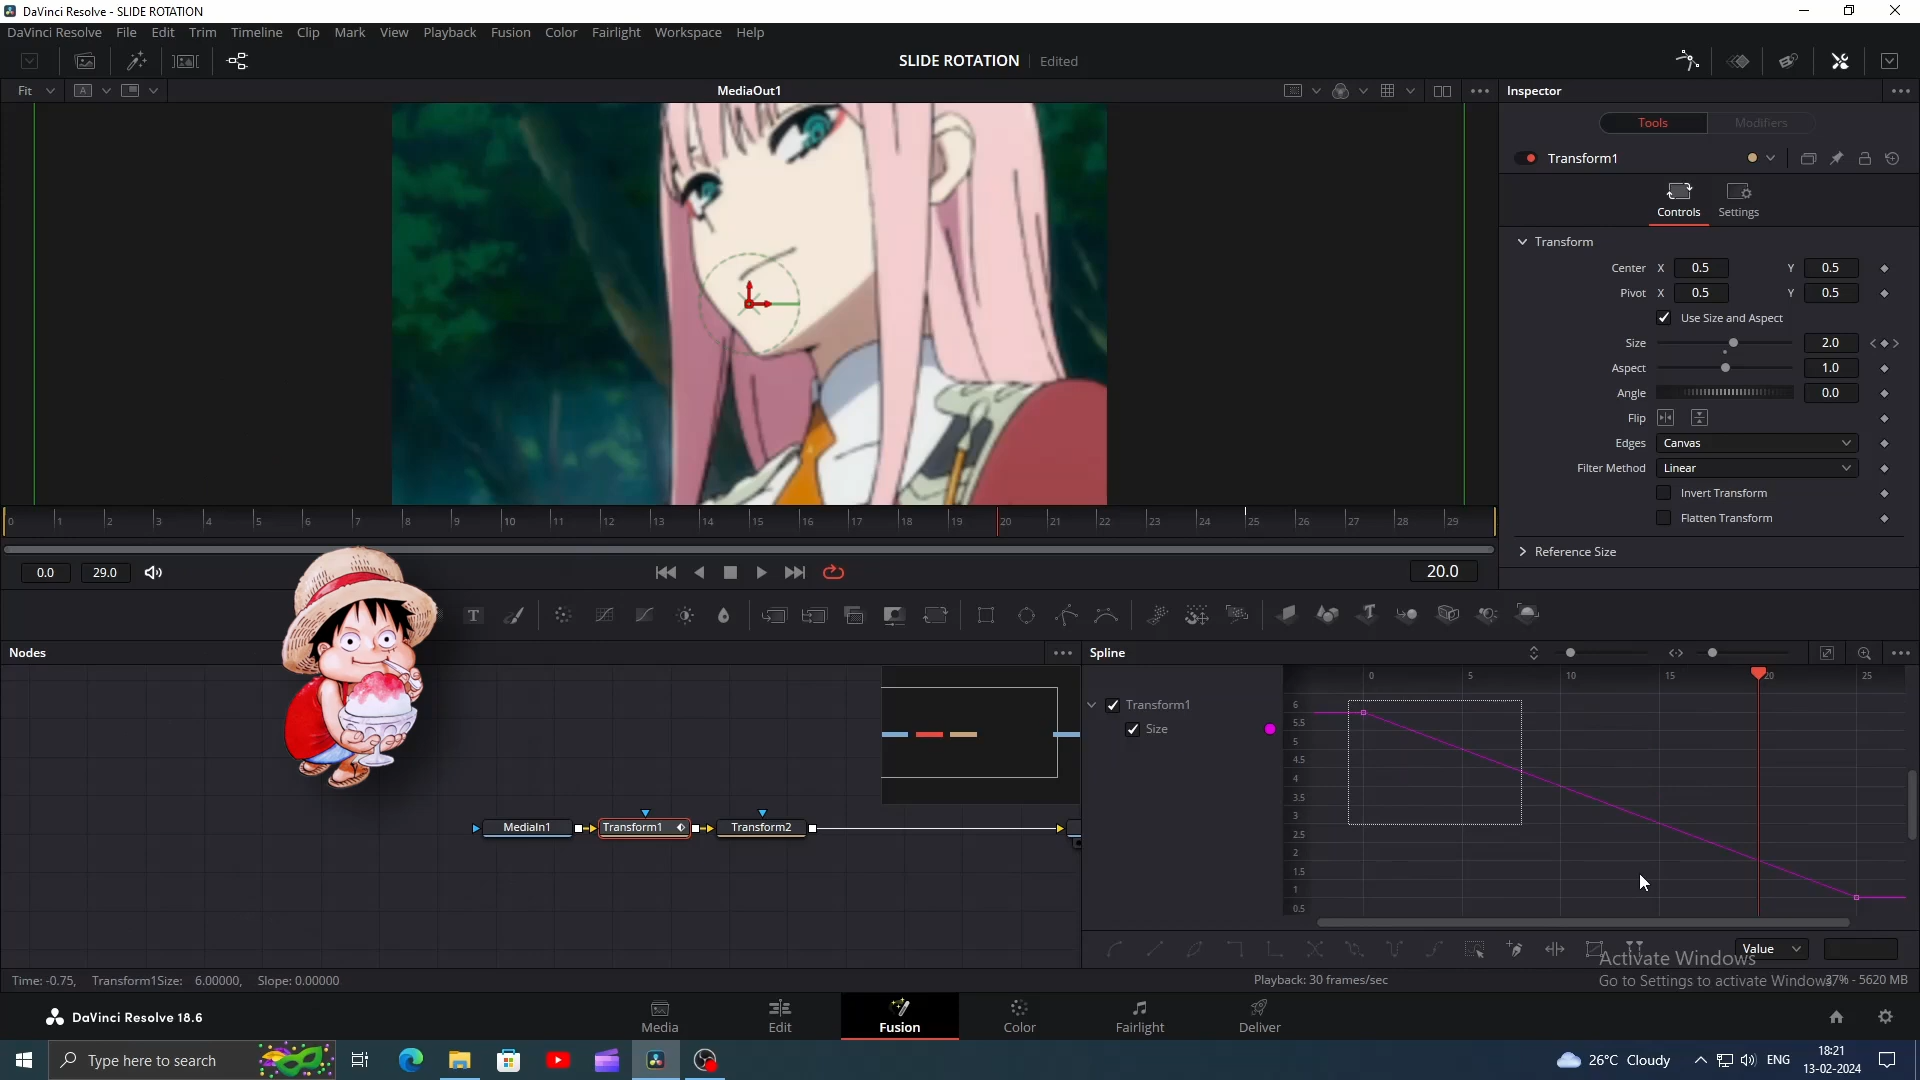 DaVinci Resolve - SLIDE ROTATION
DaVinci Resolve File Edit Trim Timeline Clip Mark View Playback Fusion Color Fairlight Workspace Help
SLIDE ROTATION Edited
Fit A MediaOut1 Inspector
Tools Modifiers
Transform1
Controls Settings
Transform
Center X 0.5 Y 0.5
Pivot X 0.5 Y 0.5
Use Size and Aspect
Size 2.0
Aspect 1.0
Angle 0.0
Flip
Edges Canvas
Filter Method Linear
Invert Transform
Flatten Transform
Reference Size
0 1 2 3 4 5 6 7 8 9 10 11 12 13 14 15 16 17 18 19 20 21 22 23 24 25 26 27 28 29
0.0 29.0 20.0
T T
Nodes Spline
0 5 10 15 20 25
Transform1
Size
6
5.5
5
4.5
4
3.5
3
2.5
2
1.5
1
0.5
MediaIn1 Transform1 Transform2
Value
Activate Windows
Go to Settings to activate Windows.
Time: -0.75, Transform1Size: 6.00000, Slope: 0.00000 Playback: 30 frames/sec 37% - 5620 MB
DaVinci Resolve 18.6
Media Edit Fusion Color Fairlight Deliver
Type here to search
26°C Cloudy ENG 18:21
13-02-2024